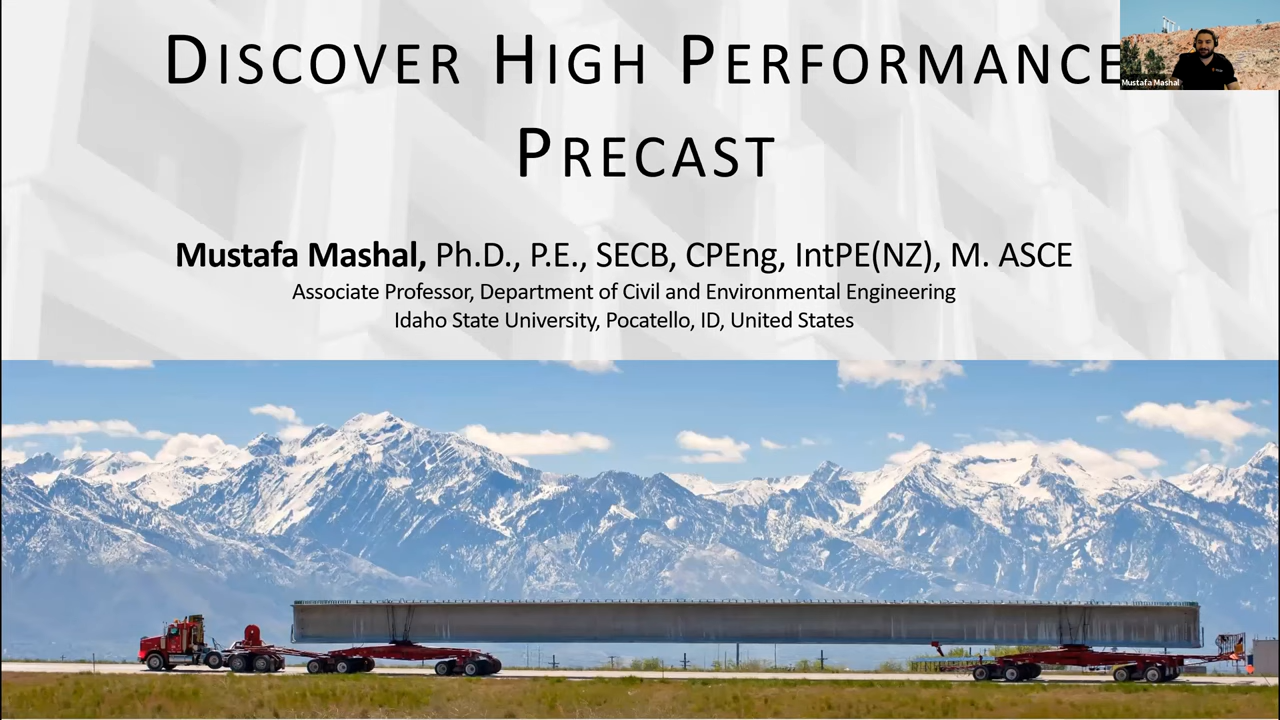 DISCOVER HIGH PERFORMANCE
Mustafa Mashal
PRECAST
Mustafa Mashal, Ph.D., P.E., SECB, CPEng, IntPE(NZ), M. ASCE
Associate Professor, Department of Civil and Environmental Engineering
Idaho State University, Pocatello, ID, United States